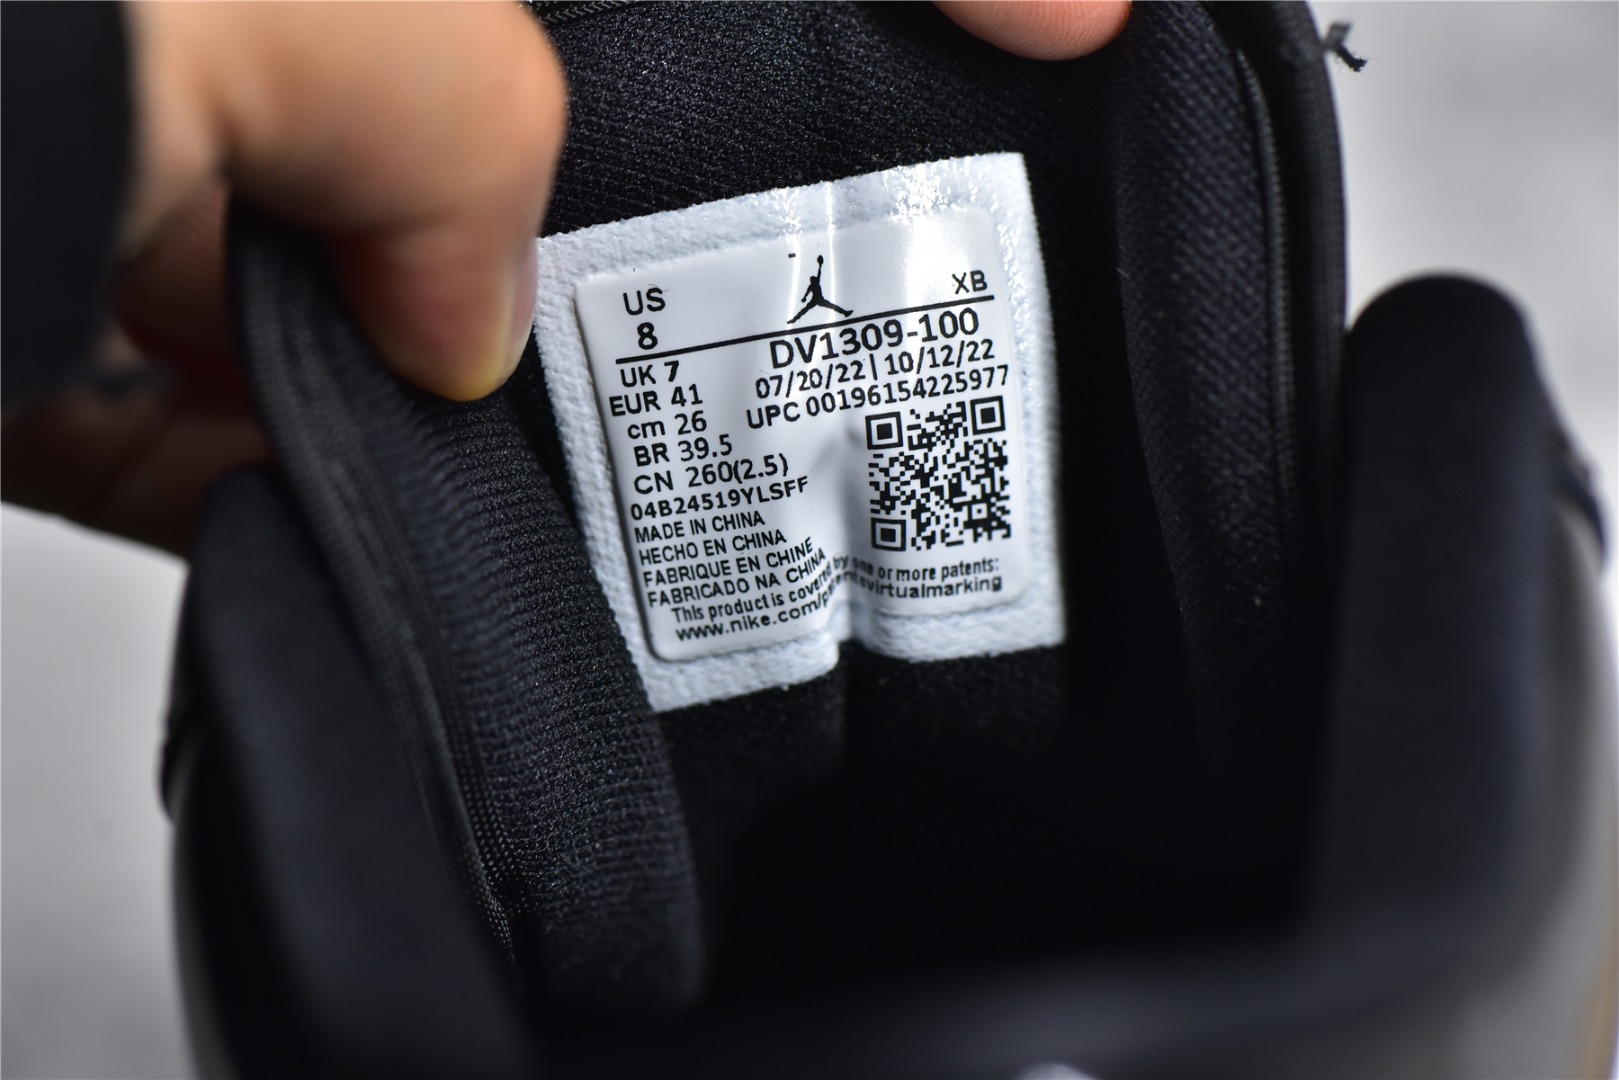 US
8
XB
DV1309-100
07/20/22| 10/12/22
UPC 00196154225977
UK 7
EUR 41
cm 26
BR 39.5
CN 260(2.5)
04B24519YLSFF
MADE IN CHINA
HECHO EN CHINA
FABRIQUE EN CHINE
FABRICADO NA CHINA
This product is covered by one or more patents:
www.nike.com/patentsvirtualmarking